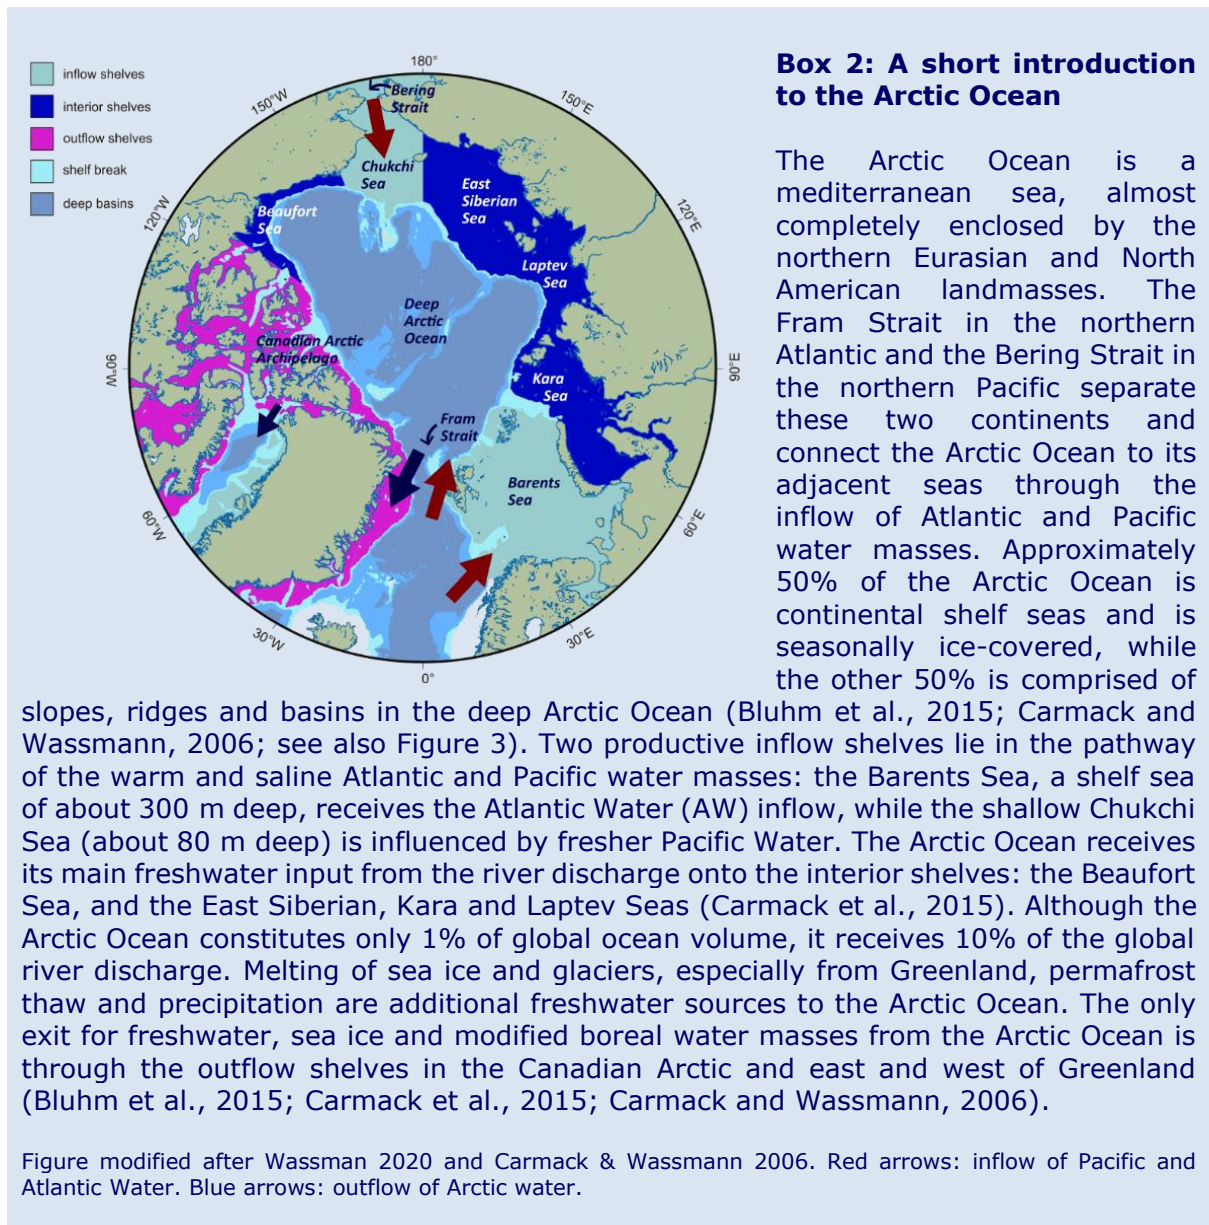 180°
150°W
150°E
120°W
120°E
90°W
90°E
60°W
60°E
30°W
30°E
0°
inflow shelves
interior shelves
outflow shelves
shelf break
deep basins
Bering
Strait
Chukchi
Sea
East
Siberian
Sea
Beaufort
Sea
Laptev
Sea
Deep
Arctic
Ocean
Canadian Arctic
Archipelago
Kara
Sea
Fram
Strait
Barents
Sea
Box 2: A short introduction
to the Arctic Ocean
The Arctic Ocean is a
mediterranean sea, almost
completely enclosed by the
northern Eurasian and North
American landmasses. The
Fram Strait in the northern
Atlantic and the Bering Strait in
the northern Pacific separate
these two continents and
connect the Arctic Ocean to its
adjacent seas through the
inflow of Atlantic and Pacific
water masses. Approximately
50% of the Arctic Ocean is
continental shelf seas and is
seasonally ice-covered, while
the other 50% is comprised of
slopes, ridges and basins in the deep Arctic Ocean (Bluhm et al., 2015; Carmack and
Wassmann, 2006; see also Figure 3). Two productive inflow shelves lie in the pathway
of the warm and saline Atlantic and Pacific water masses: the Barents Sea, a shelf sea
of about 300 m deep, receives the Atlantic Water (AW) inflow, while the shallow Chukchi
Sea (about 80 m deep) is influenced by fresher Pacific Water. The Arctic Ocean receives
its main freshwater input from the river discharge onto the interior shelves: the Beaufort
Sea, and the East Siberian, Kara and Laptev Seas (Carmack et al., 2015). Although the
Arctic Ocean constitutes only 1% of global ocean volume, it receives 10% of the global
river discharge. Melting of sea ice and glaciers, especially from Greenland, permafrost
thaw and precipitation are additional freshwater sources to the Arctic Ocean. The only
exit for freshwater, sea ice and modified boreal water masses from the Arctic Ocean is
through the outflow shelves in the Canadian Arctic and east and west of Greenland
(Bluhm et al., 2015; Carmack et al., 2015; Carmack and Wassmann, 2006).
Figure modified after Wassman 2020 and Carmack & Wassmann 2006. Red arrows: inflow of Pacific and
Atlantic Water. Blue arrows: outflow of Arctic water.